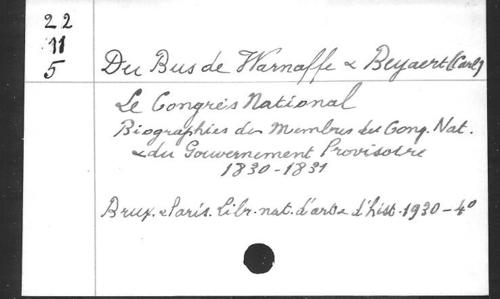 22
11
5
Du Bus de Warnaffe & Beyaert (Carl)
Le Congrès National
Biographies des Membres du Cong. Nat.
& du Gouvernement Provisoire
1830-1831
Brux. & Paris. Libr. nat. d'art & d'hist. 1930 - 4°